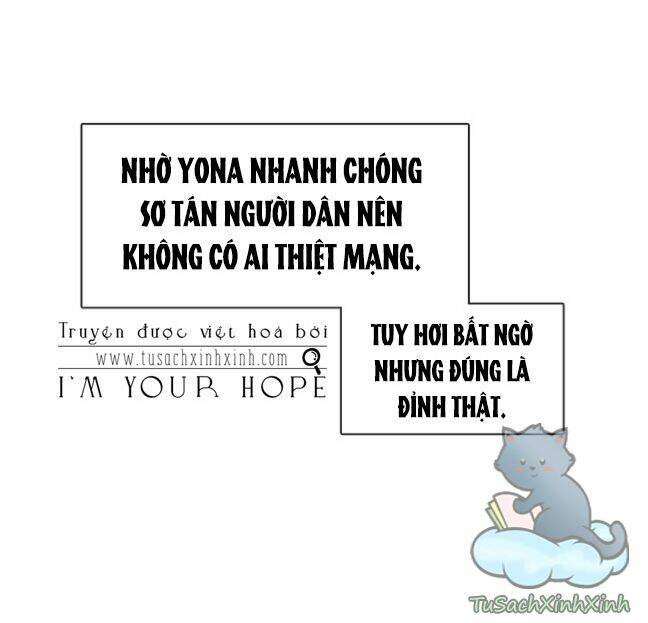 NHỜ YONA NHANH CHÓNG
SƠ TÁN NGƯỜI DÂN NÊN
KHÔNG CÓ AI THIỆT MẠNG.
TUY HƠI BẤT NGỜ
NHƯNG ĐÚNG LÀ
ĐỈNH THẬT.
Truyện được việt hoá bởi
www.tusachxinhxinh.com
I'M YOUR HOPE
TuSachXinhXinh